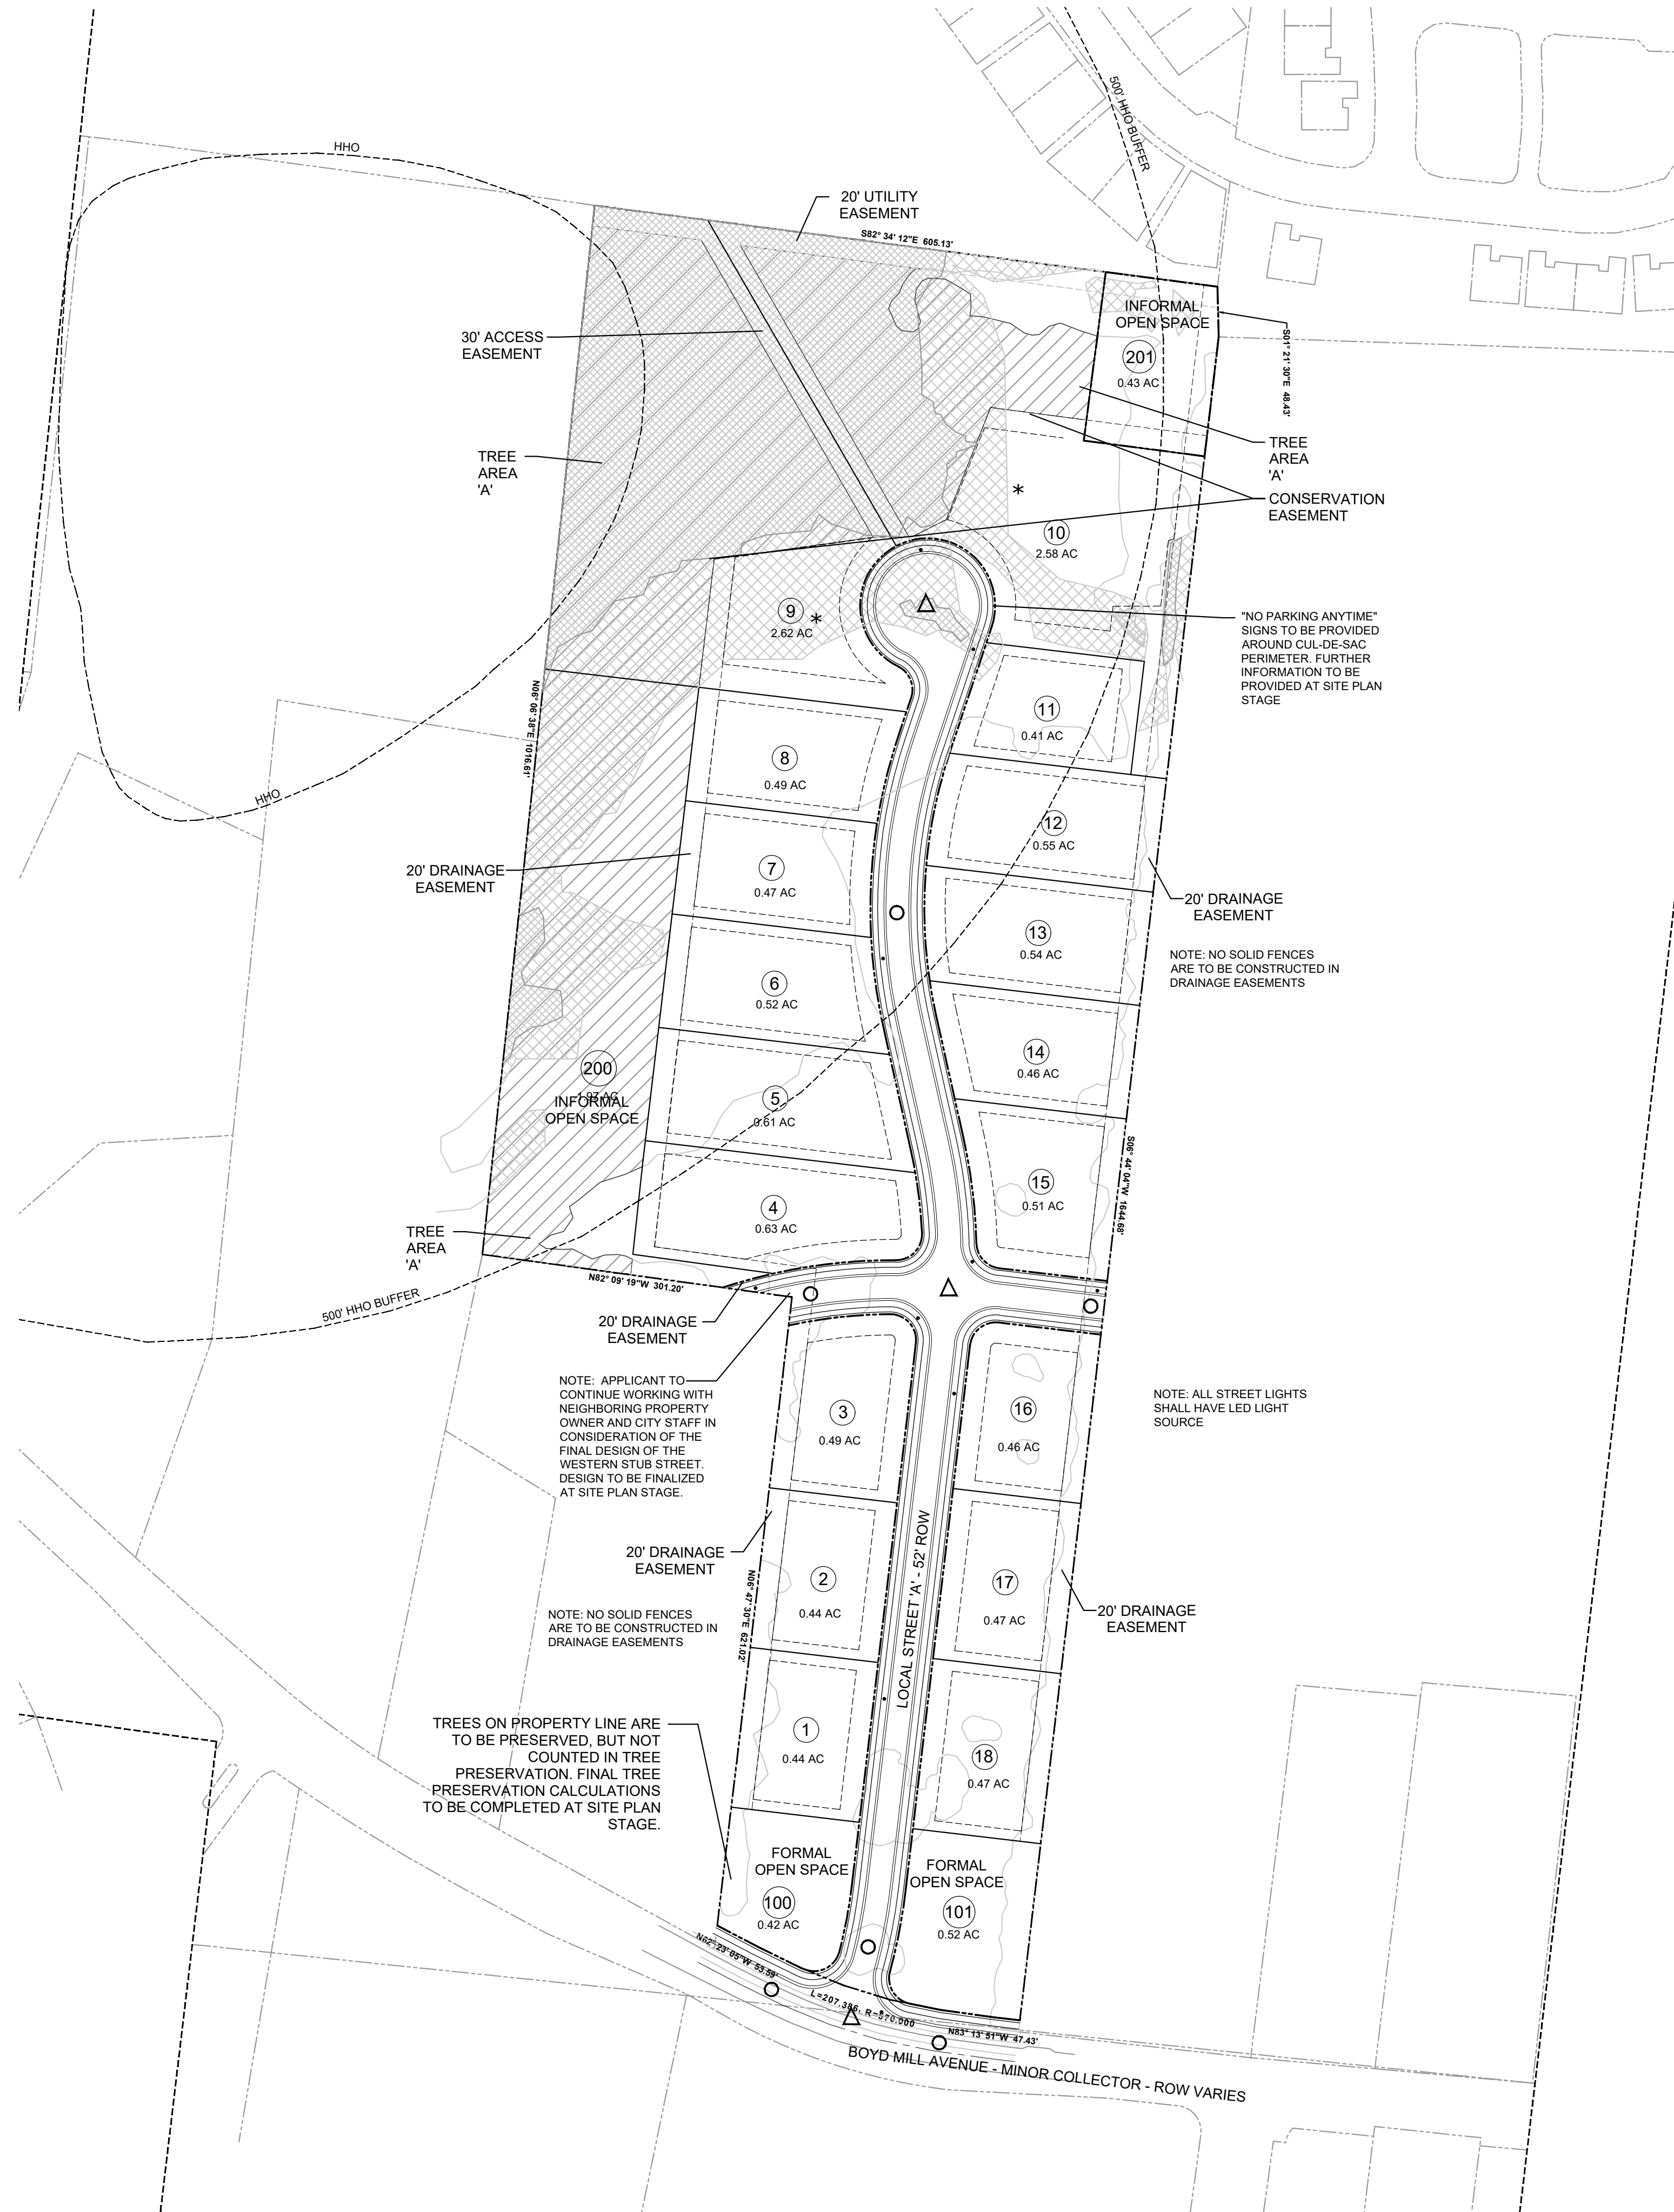 500' HHO BUFFER
HHO
20' UTILITY
EASEMENT
S82° 34' 12"E 605.13'
INFORMAL
OPEN SPACE
201
0.43 AC
S01° 21' 30"E 48.43'
30' ACCESS
EASEMENT
TREE
AREA
'A'
TREE
AREA
'A'
CONSERVATION
EASEMENT
*
10
2.58 AC
9
*
2.62 AC
"NO PARKING ANYTIME"
SIGNS TO BE PROVIDED
AROUND CUL-DE-SAC
PERIMETER. FURTHER
INFORMATION TO BE
PROVIDED AT SITE PLAN
STAGE
N06° 06' 38"E 1016.61'
11
0.41 AC
8
0.49 AC
HHO
12
0.55 AC
7
0.47 AC
20' DRAINAGE
EASEMENT
20' DRAINAGE
EASEMENT
13
0.54 AC
NOTE: NO SOLID FENCES
ARE TO BE CONSTRUCTED IN
DRAINAGE EASEMENTS
6
0.52 AC
14
0.46 AC
200
INFORMAL
OPEN SPACE
5
0.61 AC
S06° 44' 04"W 1644.68'
15
0.51 AC
4
0.63 AC
TREE
AREA
'A'
N82° 09' 19"W 301.20'
500' HHO BUFFER
20' DRAINAGE
EASEMENT
NOTE: APPLICANT TO
CONTINUE WORKING WITH
NEIGHBORING PROPERTY
OWNER AND CITY STAFF IN
CONSIDERATION OF THE
FINAL DESIGN OF THE
WESTERN STUB STREET.
DESIGN TO BE FINALIZED
AT SITE PLAN STAGE.
3
0.49 AC
16
0.46 AC
NOTE: ALL STREET LIGHTS
SHALL HAVE LED LIGHT
SOURCE
LOCAL STREET 'A' - 52' ROW
20' DRAINAGE
EASEMENT
2
0.44 AC
17
0.47 AC
N06° 47' 30"E 621.02'
NOTE: NO SOLID FENCES
ARE TO BE CONSTRUCTED IN
DRAINAGE EASEMENTS
20' DRAINAGE
EASEMENT
TREES ON PROPERTY LINE ARE
TO BE PRESERVED, BUT NOT
COUNTED IN TREE
PRESERVATION. FINAL TREE
PRESERVATION CALCULATIONS
TO BE COMPLETED AT SITE PLAN
STAGE.
1
0.44 AC
18
0.47 AC
FORMAL
OPEN SPACE
100
0.42 AC
FORMAL
OPEN SPACE
101
0.52 AC
N62° 23' 05"W 53.59'
L=207.386, R=570.000
N83° 13' 51"W 47.43'
BOYD MILL AVENUE - MINOR COLLECTOR - ROW VARIES